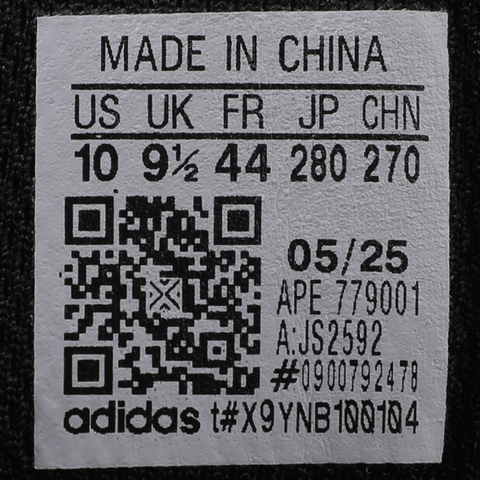 MADE IN CHINA
US UK FR JP CHN
10 9½ 44 280 270
05/25
APE 779001
A:JS2592
#0900792478
adidas t#X9YNB100104